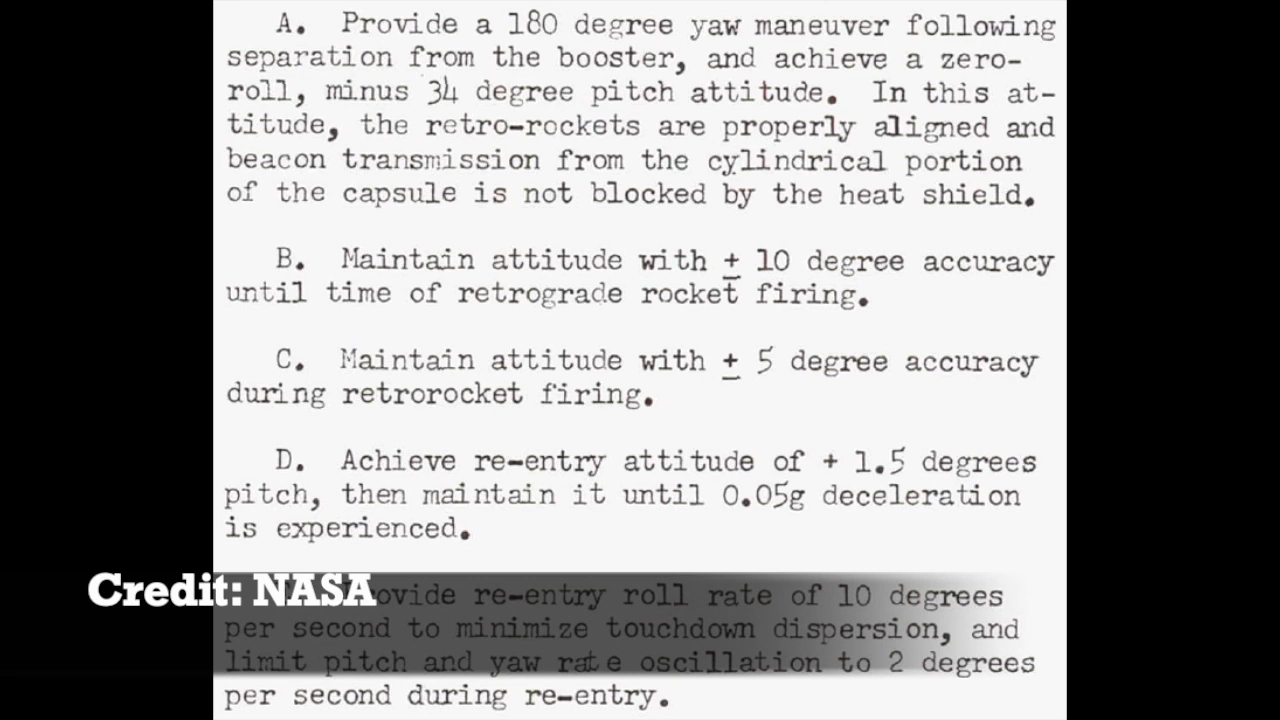 A. Provide a 180 degree yaw maneuver following
separation from the booster, and achieve a zero-
roll, minus 34 degree pitch attitude. In this at-
titude, the retro-rockets are properly aligned and
beacon transmission from the cylindrical portion
of the capsule is not blocked by the heat shield.
B. Maintain attitude with ± 10 degree accuracy
until time of retrograde rocket firing.
C. Maintain attitude with ± 5 degree accuracy
during retrorocket firing.
D. Achieve re-entry attitude of + 1.5 degrees
pitch, then maintain it until 0.05g deceleration
is experienced.
Credit: NASA
re-entry roll rate of 10 degrees
per second to minimize touchdown dispersion, and
limit pitch and yaw rate oscillation to 2 degrees
per second during re-entry.